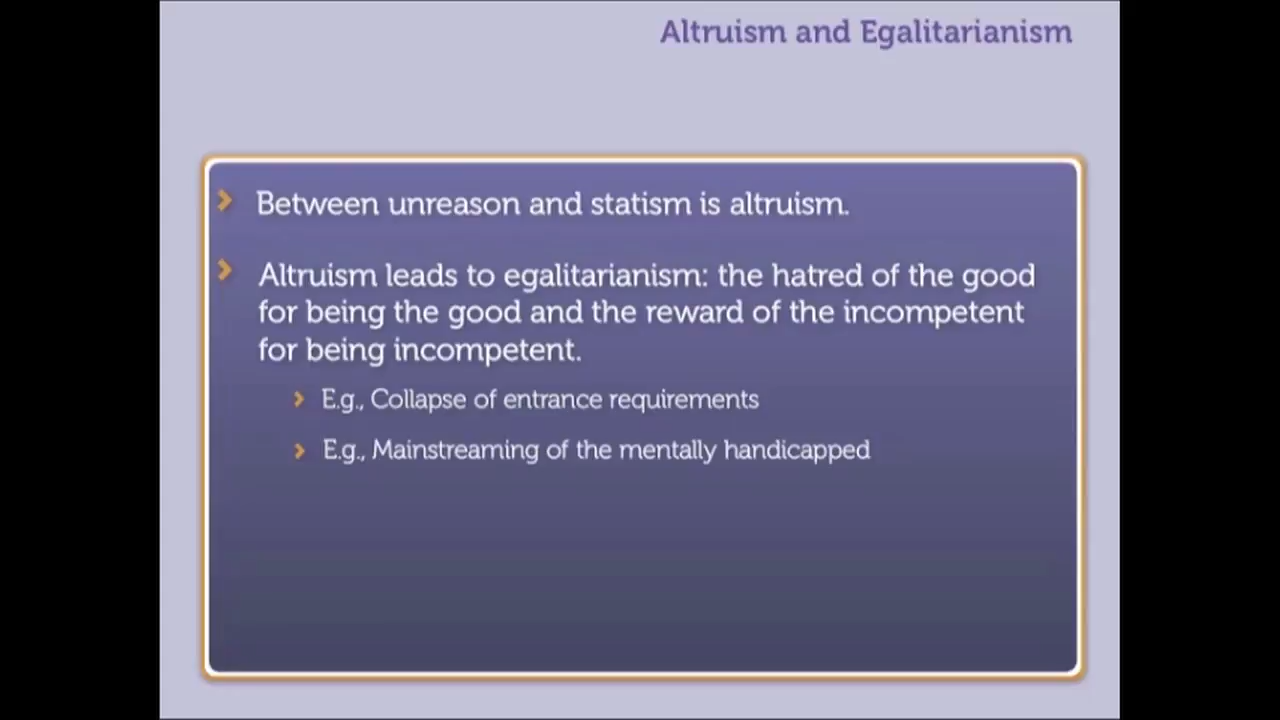 Altruism and Egalitarianism
Between unreason and statism is altruism.
Altruism leads to egalitarianism: the hatred of the good
for being the good and the reward of the incompetent
for being incompetent.
E.g., Collapse of entrance requirements
E.g., Mainstreaming of the mentally handicapped